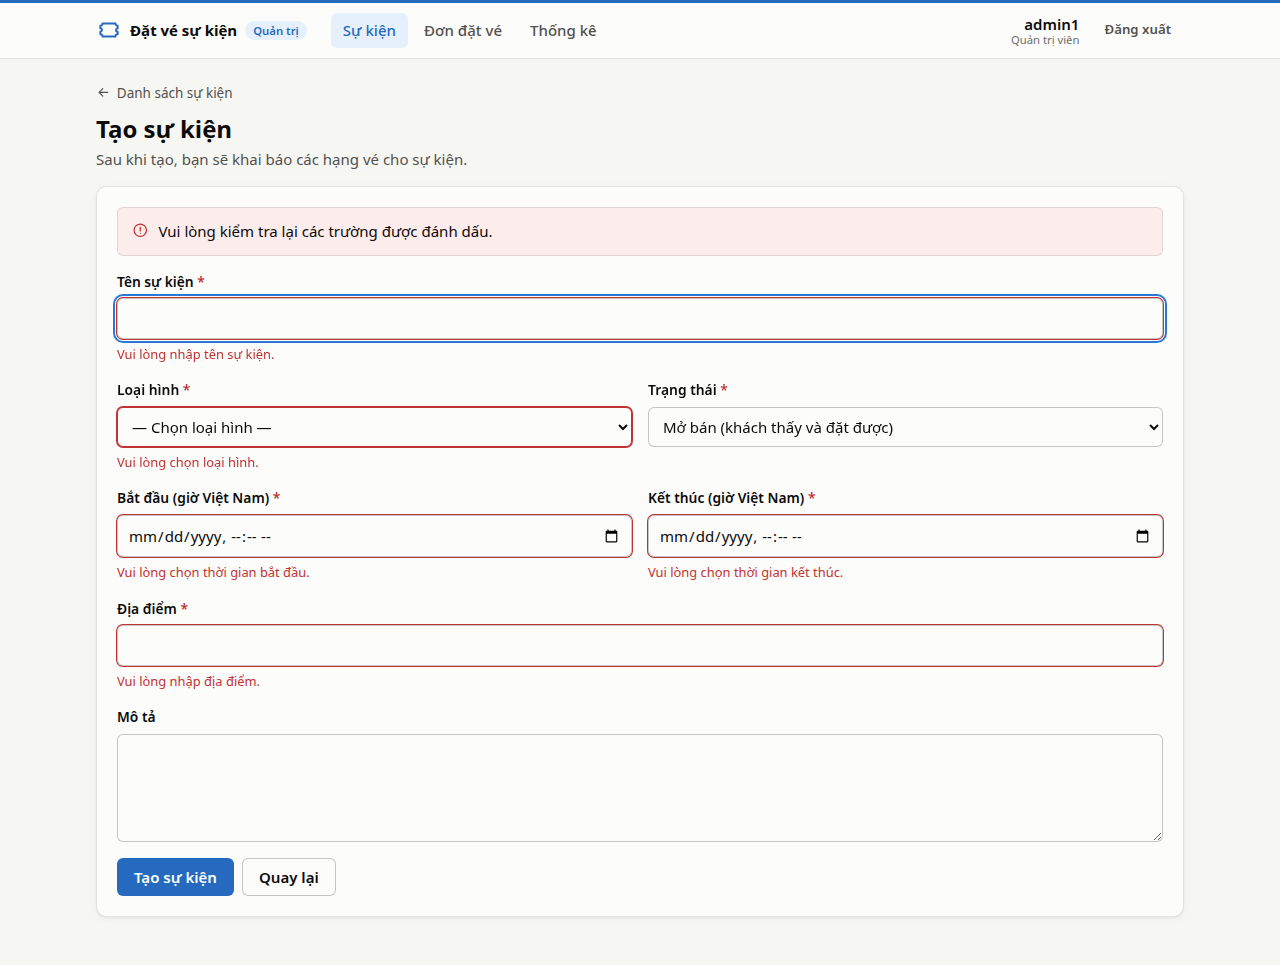 Đặt vé sự kiện Quản trị Sự kiện Đơn đặt vé Thống kê admin1 Đăng xuất
Quản trị viên
← Danh sách sự kiện
Tạo sự kiện
Sau khi tạo, bạn sẽ khai báo các hạng vé cho sự kiện.
Vui lòng kiểm tra lại các trường được đánh dấu.
Tên sự kiện *
Vui lòng nhập tên sự kiện.
Loại hình * Trạng thái *
— Chọn loại hình — Mở bán (khách thấy và đặt được)
Vui lòng chọn loại hình.
Bắt đầu (giờ Việt Nam) * Kết thúc (giờ Việt Nam) *
mm/dd/yyyy, --:-- -- mm/dd/yyyy, --:-- --
Vui lòng chọn thời gian bắt đầu. Vui lòng chọn thời gian kết thúc.
Địa điểm *
Vui lòng nhập địa điểm.
Mô tả
Tạo sự kiện Quay lại